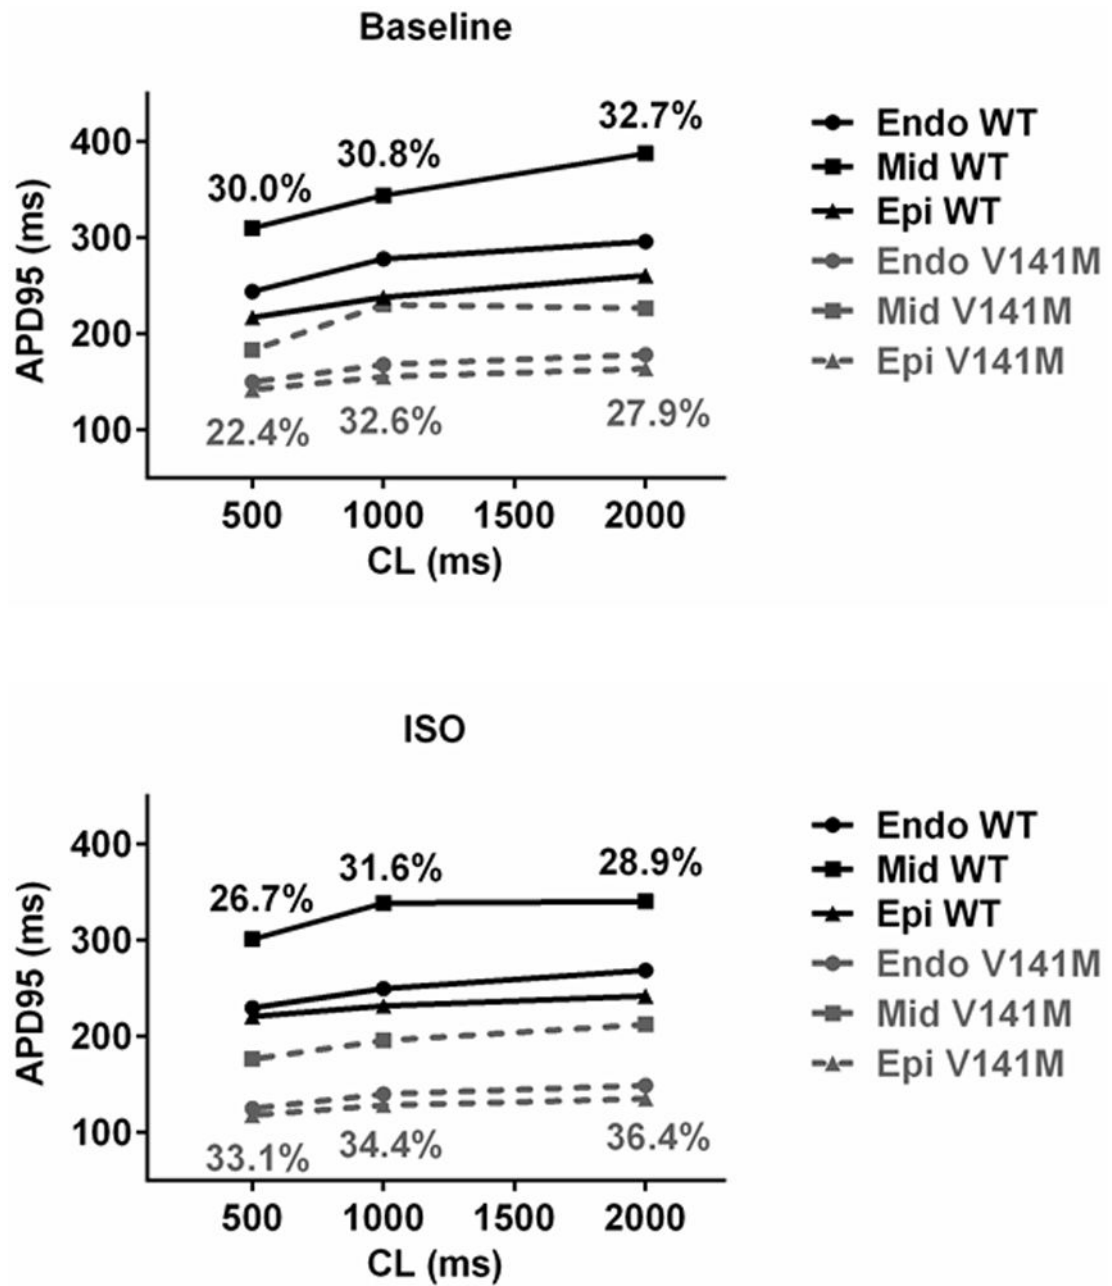 Baseline
APD95 (ms)
400
300
200
100
30.0%
30.8%
32.7%
22.4%
32.6%
27.9%
500 1000 1500 2000
CL (ms)
Endo WT
Mid WT
Epi WT
Endo V141M
Mid V141M
Epi V141M
ISO
APD95 (ms)
400
300
200
100
26.7%
31.6%
28.9%
33.1%
34.4%
36.4%
500 1000 1500 2000
CL (ms)
Endo WT
Mid WT
Epi WT
Endo V141M
Mid V141M
Epi V141M